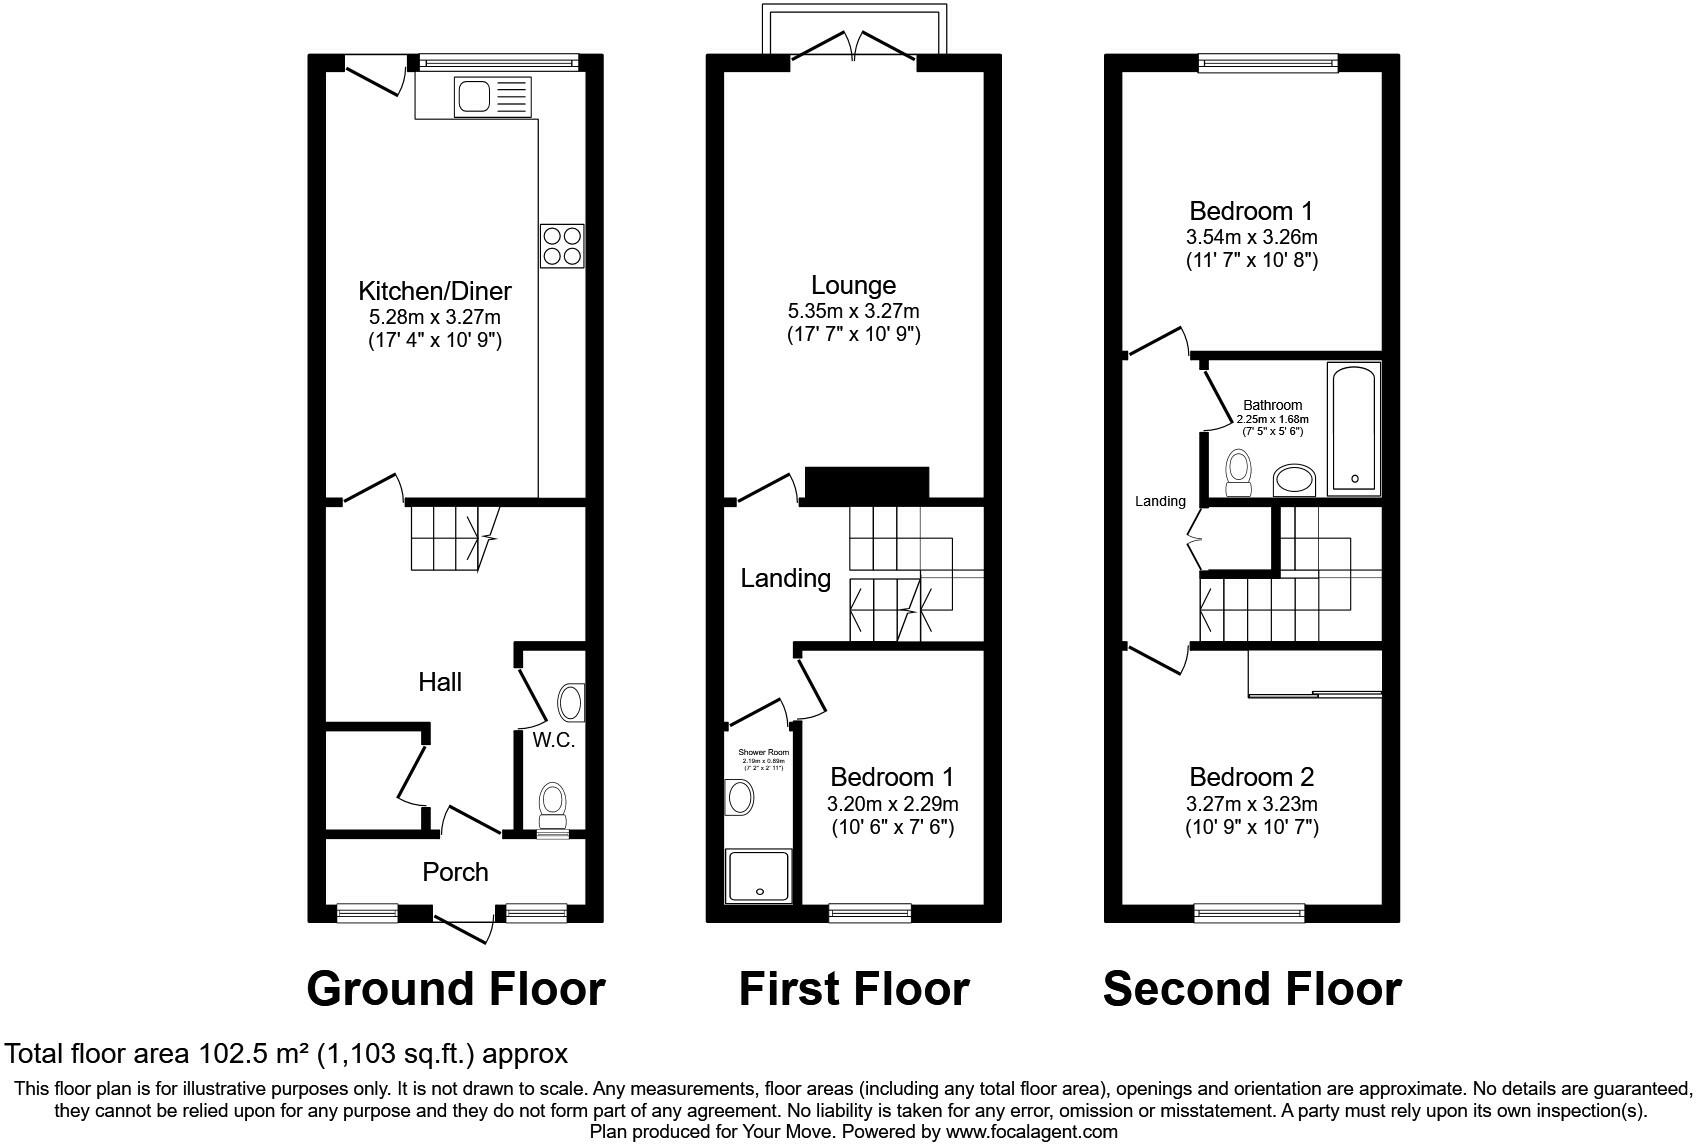 Kitchen/Diner
5.28m x 3.27m
(17' 4" x 10' 9")
Hall
W.C.
Porch
Ground Floor
Lounge
5.35m x 3.27m
(17' 7" x 10' 9")
Landing
Shower Room
2.19m x 0.89m
(7' 2" x 2' 11")
Bedroom 1
3.20m x 2.29m
(10' 6" x 7' 6")
First Floor
Bedroom 1
3.54m x 3.26m
(11' 7" x 10' 8")
Bathroom
2.25m x 1.68m
(7' 5" x 5' 6")
Landing
Bedroom 2
3.27m x 3.23m
(10' 9" x 10' 7")
Second Floor
Total floor area 102.5 m² (1,103 sq.ft.) approx
This floor plan is for illustrative purposes only. It is not drawn to scale. Any measurements, floor areas (including any total floor area), openings and orientation are approximate. No details are guaranteed,
they cannot be relied upon for any purpose and they do not form part of any agreement. No liability is taken for any error, omission or misstatement. A party must rely upon its own inspection(s).
Plan produced for Your Move. Powered by www.focalagent.com